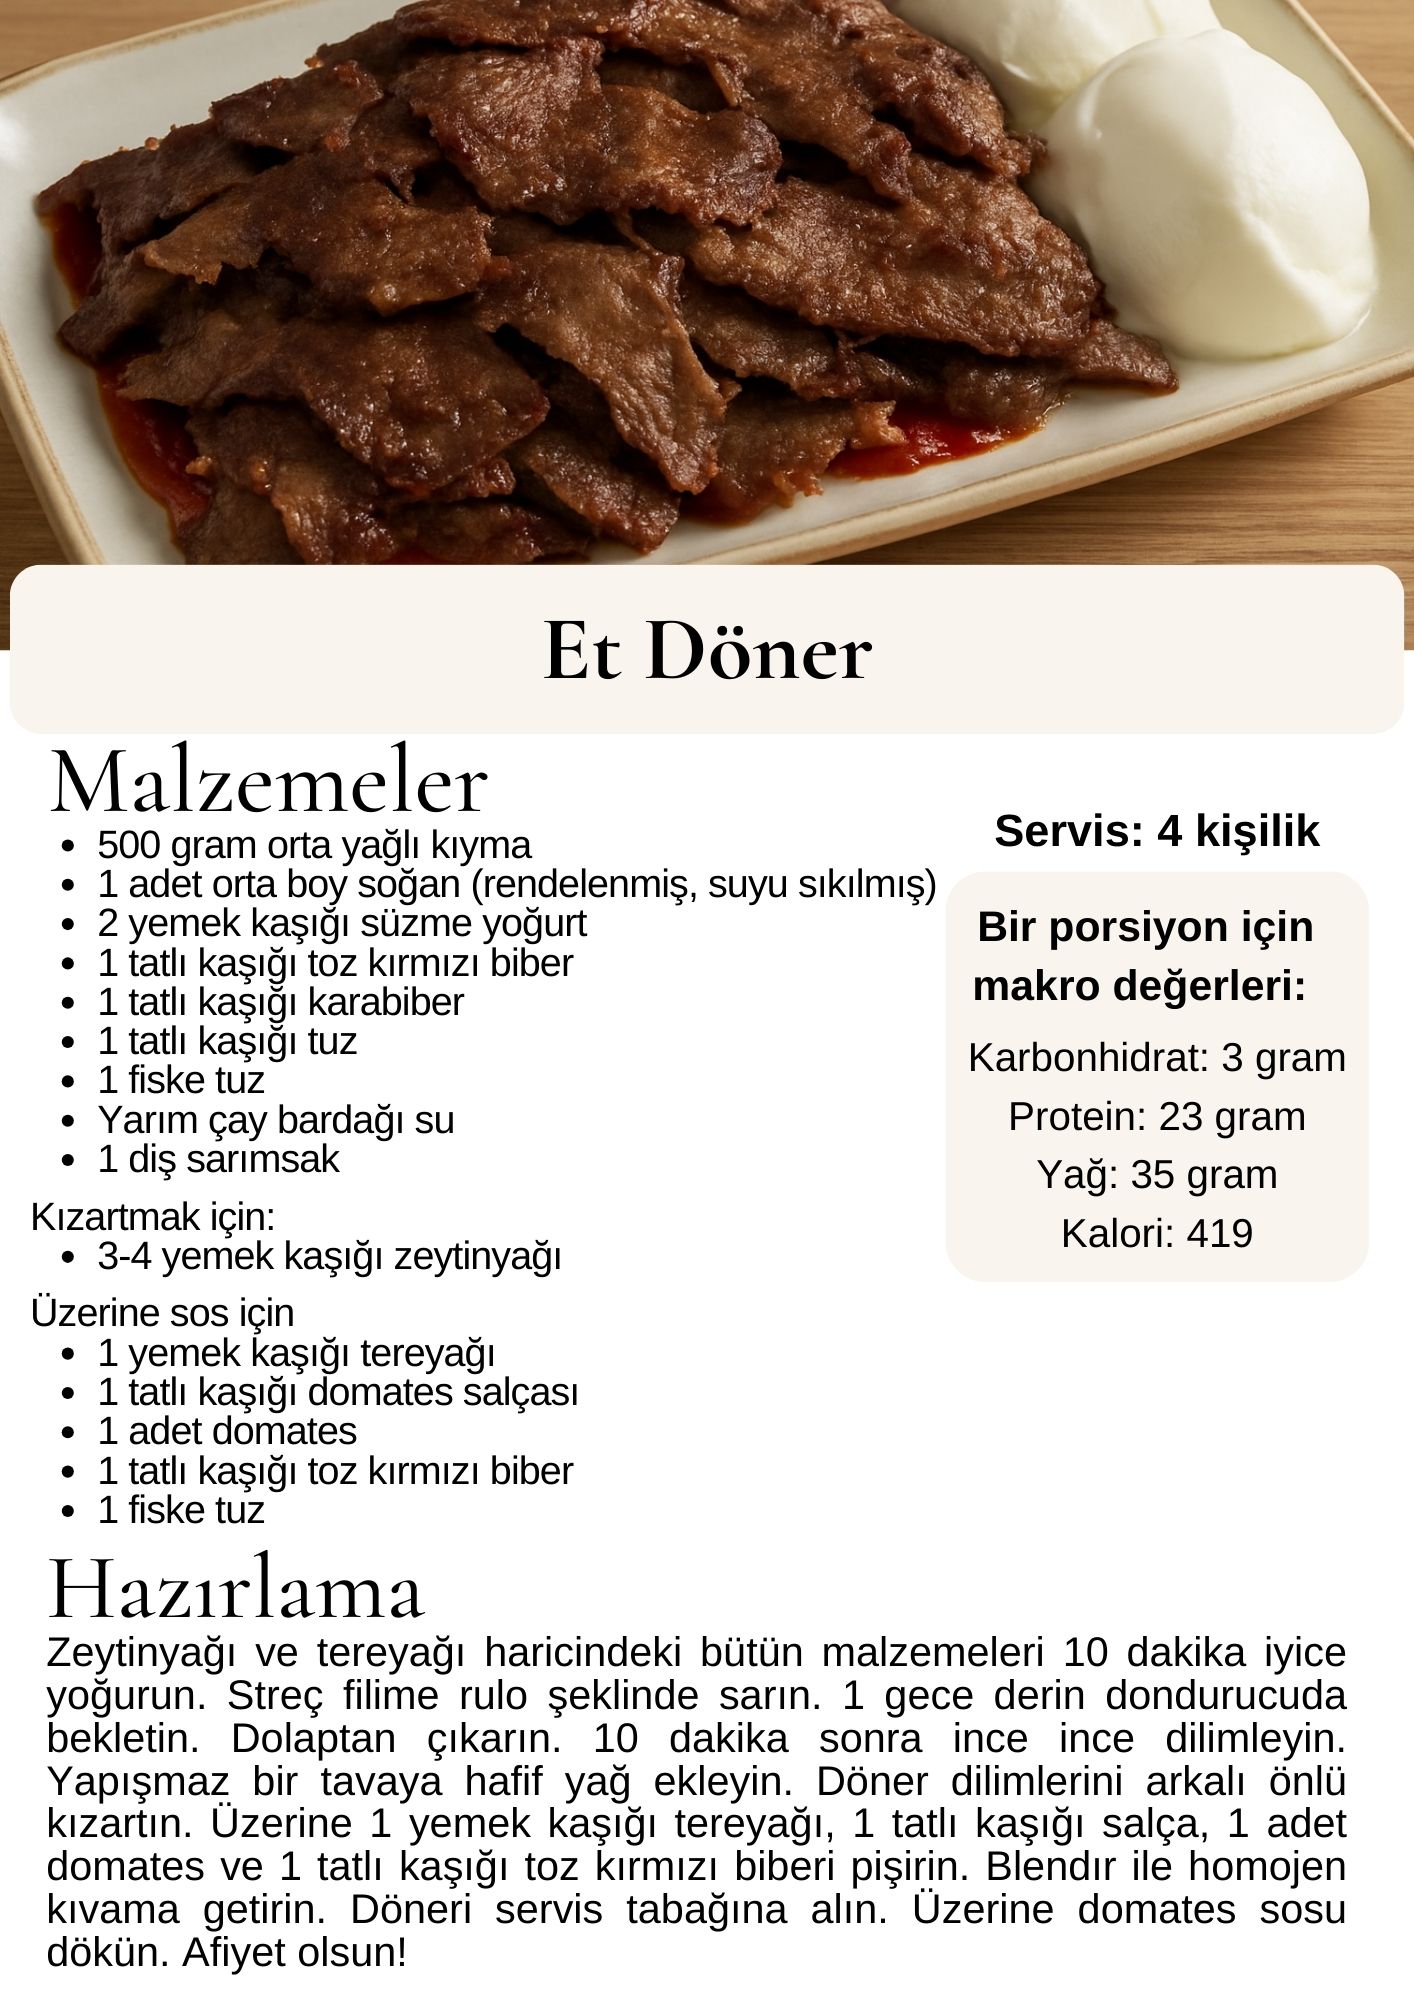 Et Döner
Malzemeler
• 500 gram orta yağlı kıyma
• 1 adet orta boy soğan (rendelenmiş, suyu sıkılmış)
• 2 yemek kaşığı süzme yoğurt
• 1 tatlı kaşığı toz kırmızı biber
• 1 tatlı kaşığı karabiber
• 1 tatlı kaşığı tuz
• 1 fiske tuz
• Yarım çay bardağı su
• 1 diş sarımsak
Kızartmak için:
• 3-4 yemek kaşığı zeytinyağı
Üzerine sos için
• 1 yemek kaşığı tereyağı
• 1 tatlı kaşığı domates salçası
• 1 adet domates
• 1 tatlı kaşığı toz kırmızı biber
• 1 fiske tuz
Servis: 4 kişilik
Bir porsiyon için
makro değerleri:
Karbonhidrat: 3 gram
Protein: 23 gram
Yağ: 35 gram
Kalori: 419
Hazırlama
Zeytinyağı ve tereyağı haricindeki bütün malzemeleri 10 dakika iyice
yoğurun. Streç filime rulo şeklinde sarın. 1 gece derin dondurucuda
bekletin. Dolaptan çıkarın. 10 dakika sonra ince ince dilimleyin.
Yapışmaz bir tavaya hafif yağ ekleyin. Döner dilimlerini arkalı önlü
kızartın. Üzerine 1 yemek kaşığı tereyağı, 1 tatlı kaşığı salça, 1 adet
domates ve 1 tatlı kaşığı toz kırmızı biberi pişirin. Blendır ile homojen
kıvama getirin. Döneri servis tabağına alın. Üzerine domates sosu
dökün. Afiyet olsun!